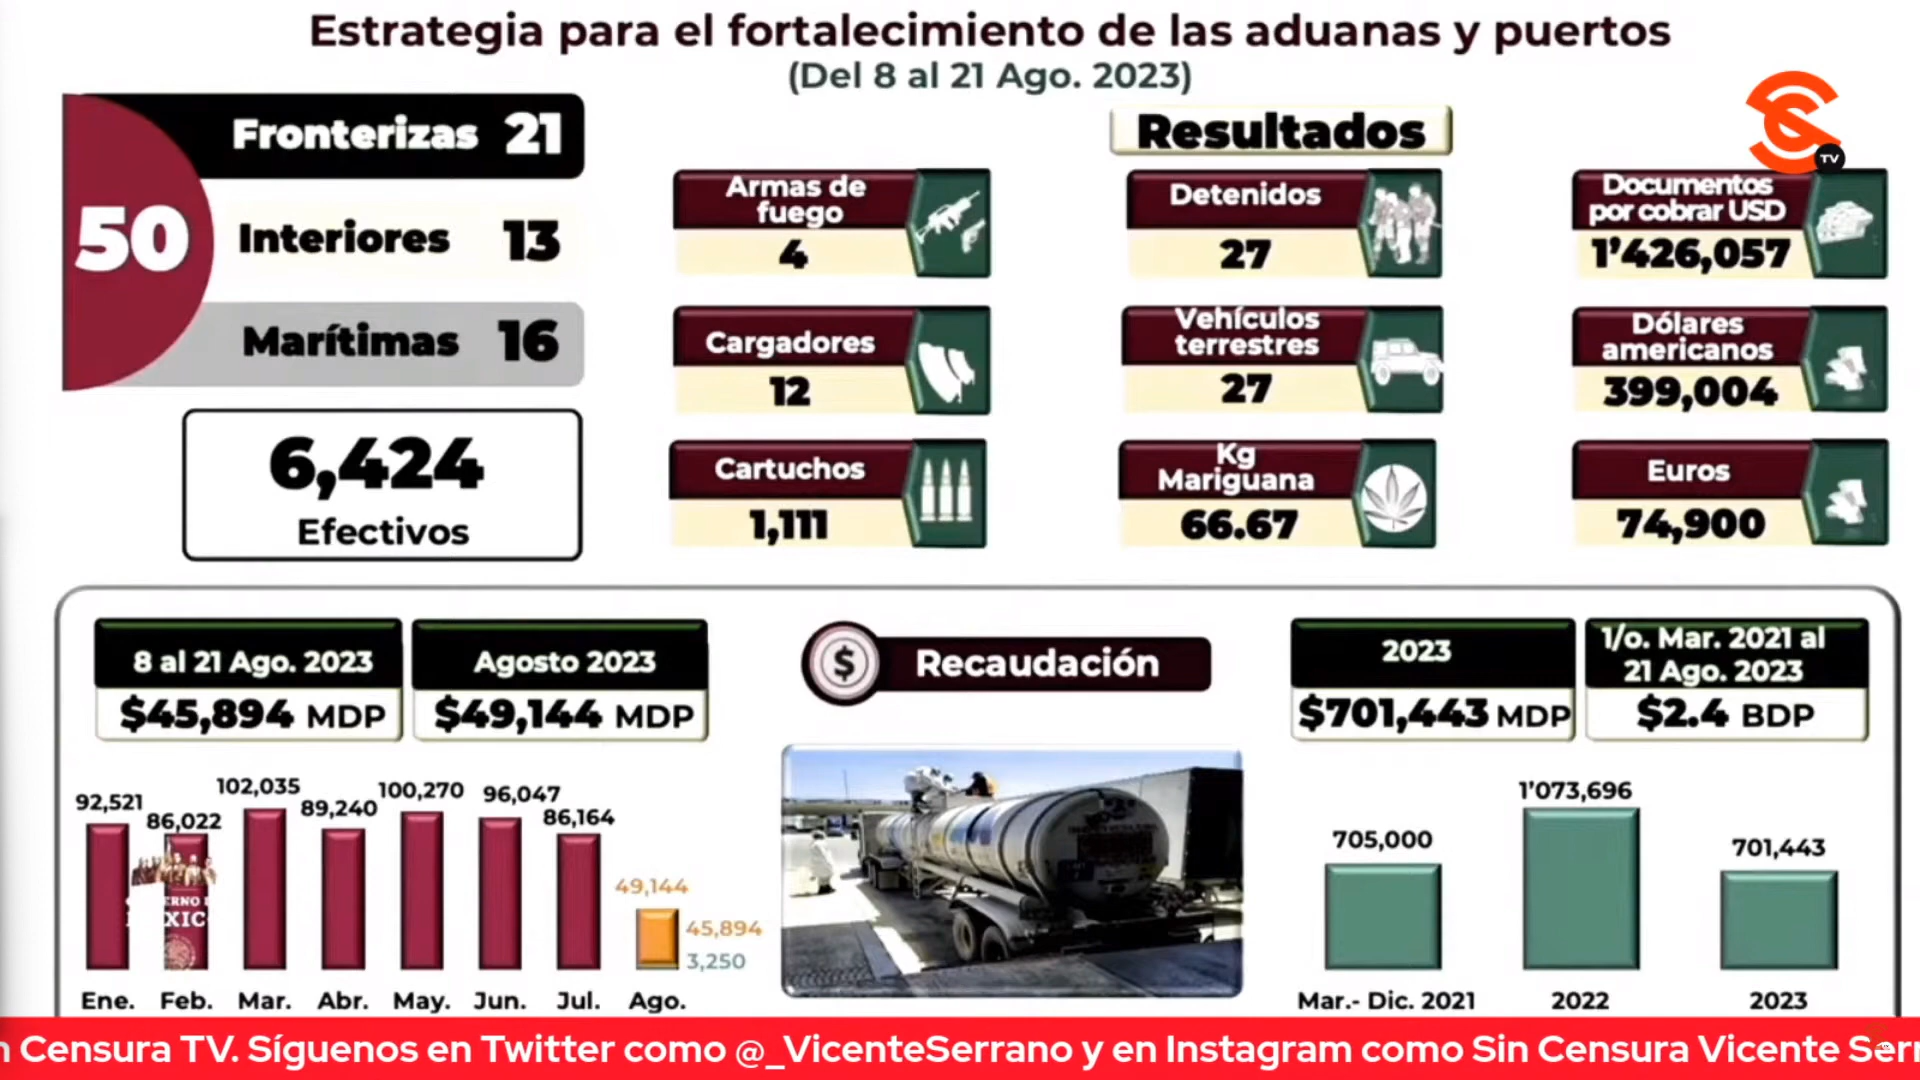 Estrategia para el fortalecimiento de las aduanas y puertos
(Del 8 al 21 Ago. 2023)
TV
50
Fronterizas 21
Interiores 13
Marítimas 16
6,424
Efectivos
Resultados
Armas de
fuego
4
Detenidos
27
Documentos
por cobrar USD
1'426,057
Cargadores
12
Vehículos
terrestres
27
Dólares
americanos
399,004
Cartuchos
1,111
Kg
Mariguana
66.67
Euros
74,900
8 al 21 Ago. 2023
$45,894 MDP
Agosto 2023
$49,144 MDP
$ Recaudación
2023
$701,443 MDP
1/o. Mar. 2021 al
21 Ago. 2023
$2.4 BDP
92,521
86,022
102,035
89,240
100,270
96,047
86,164
49,144
45,894
3,250
Ene. Feb. Mar. Abr. May. Jun. Jul. Ago.
705,000
1'073,696
701,443
Mar.- Dic. 2021 2022 2023
n Censura TV. Síguenos en Twitter como @_VicenteSerrano y en Instagram como Sin Censura Vicente Serr